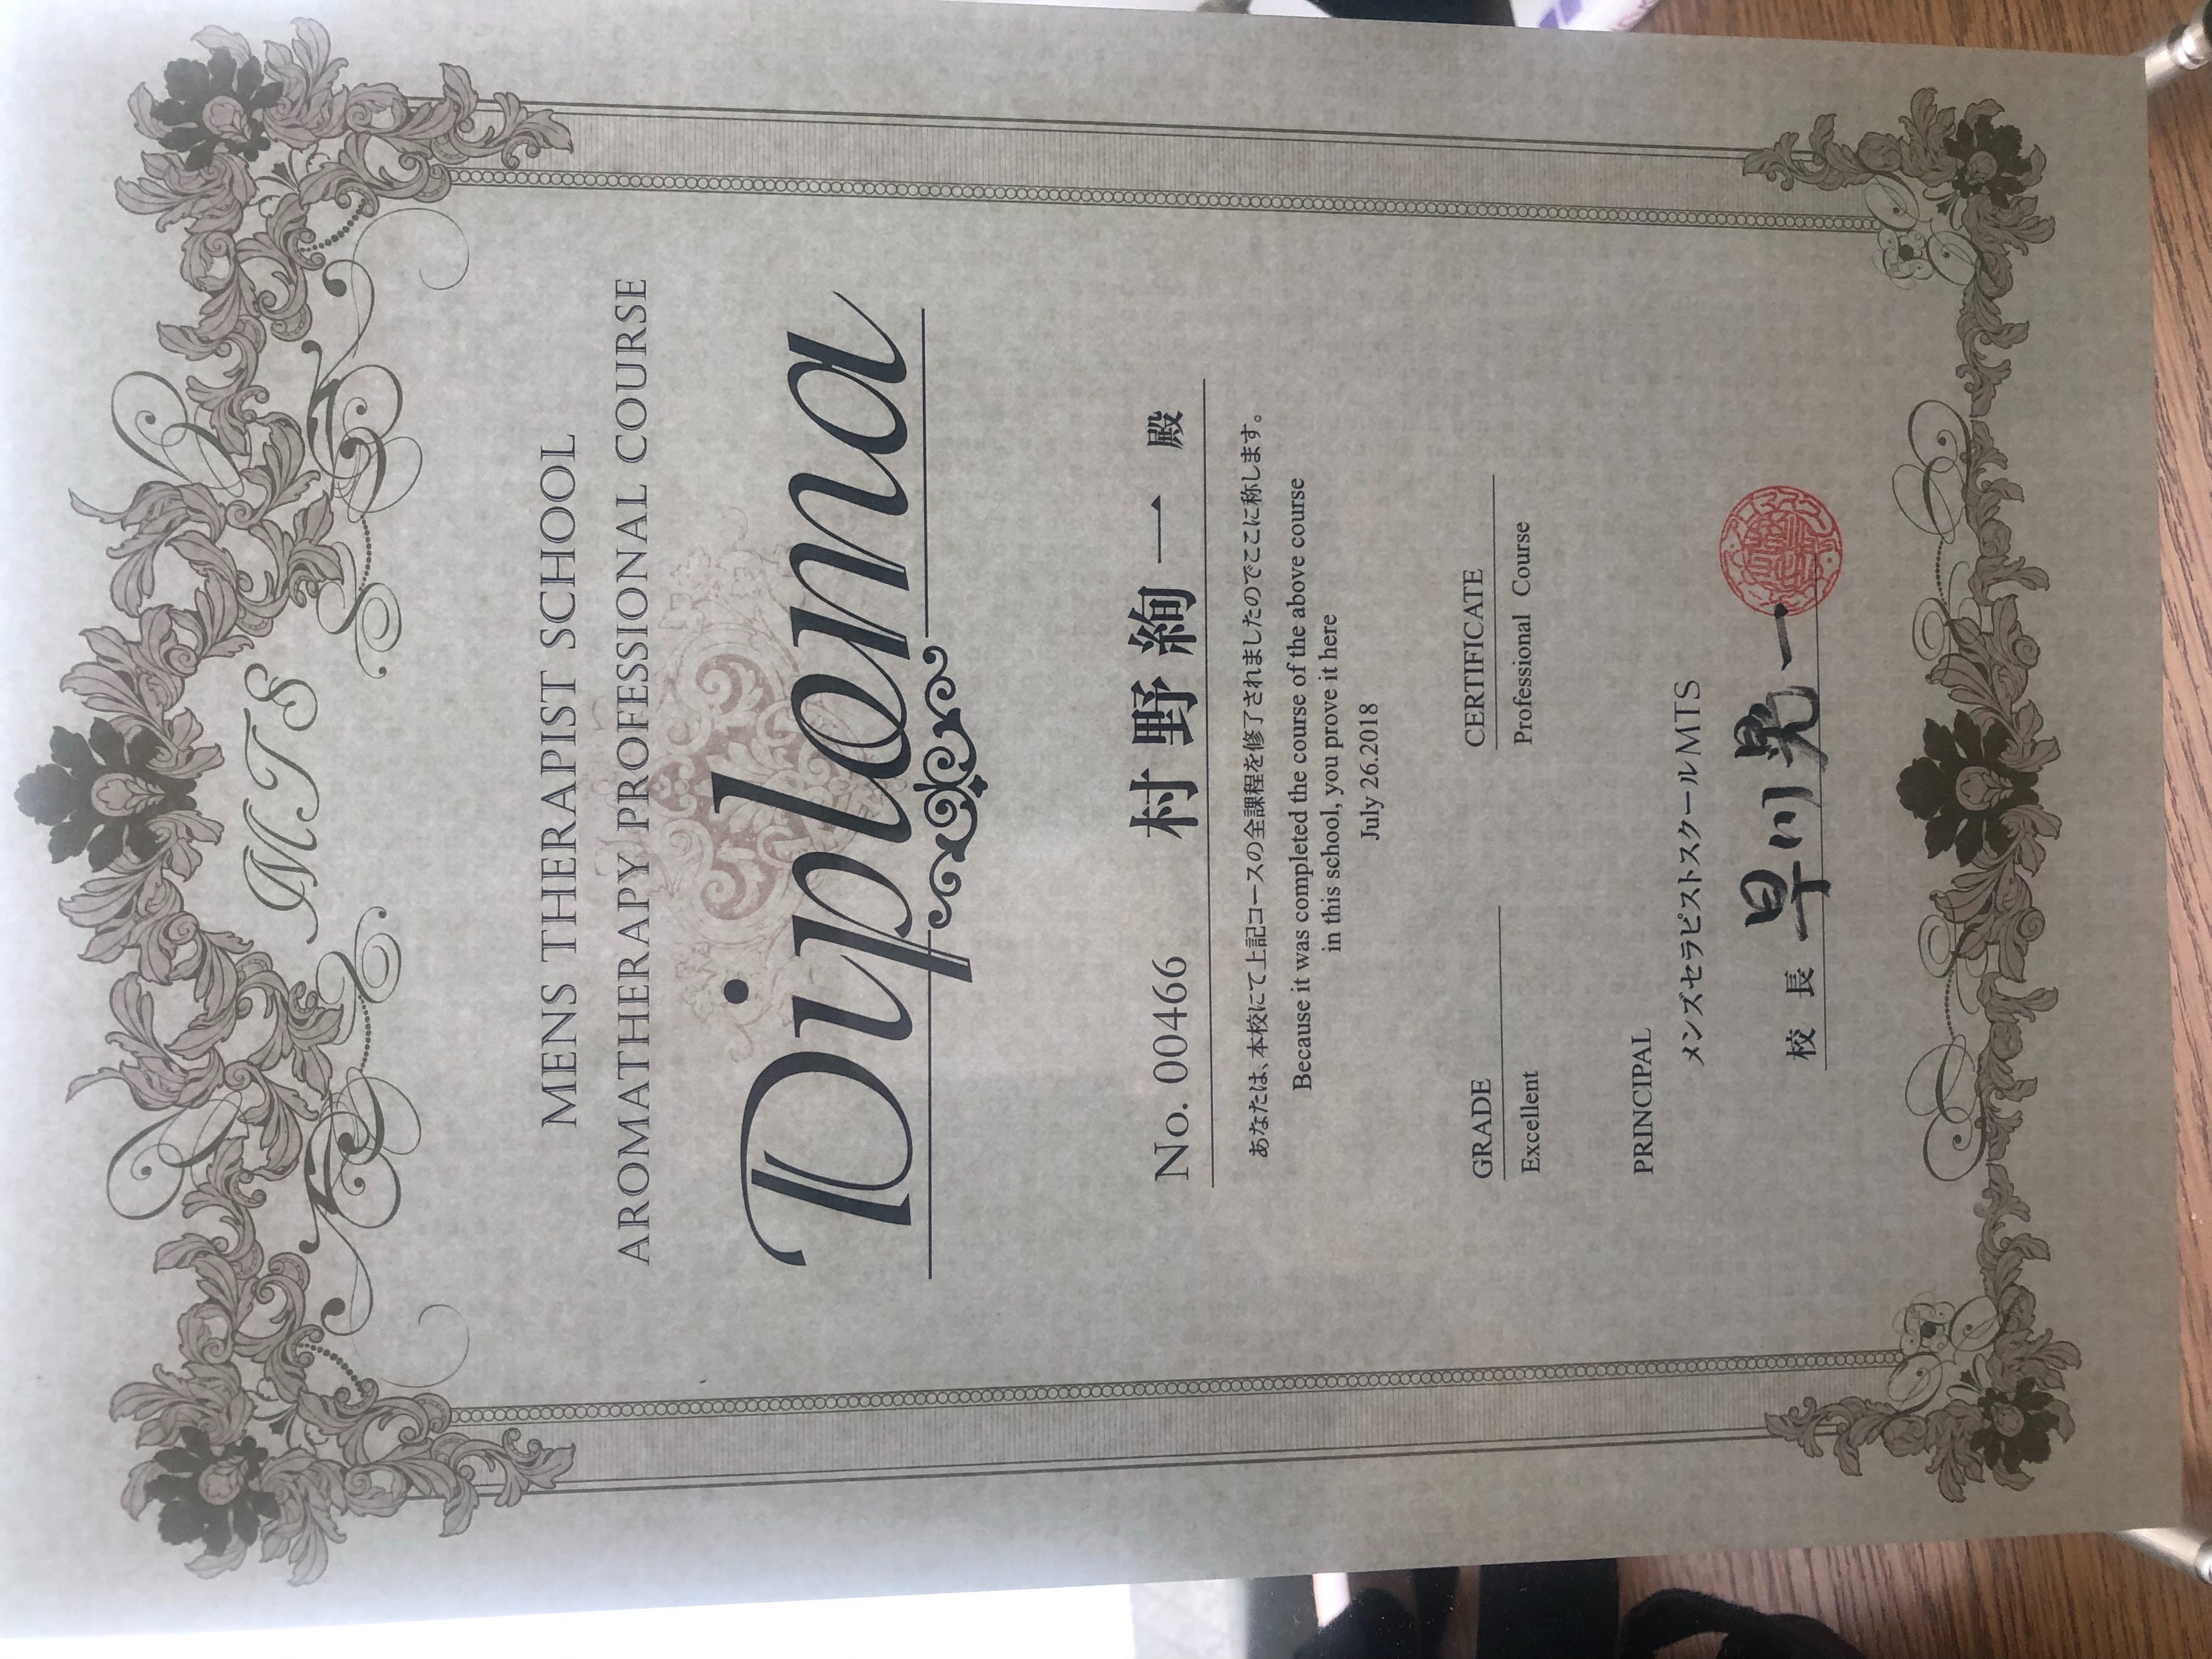 MTS
MENS THERAPIST SCHOOL
AROMATHERAPY PROFESSIONAL COURSE
Diploma
No. 00466 村野絢一 殿
あなたは、本校にて上記コースの全課程を修了されましたのでここに称します。
Because it was completed the course of the above course
in this school, you prove it here
July 26.2018
GRADE CERTIFICATE
Excellent Professional Course
PRINCIPAL
メンズセラピストスクールMTS
校長 早川晃一